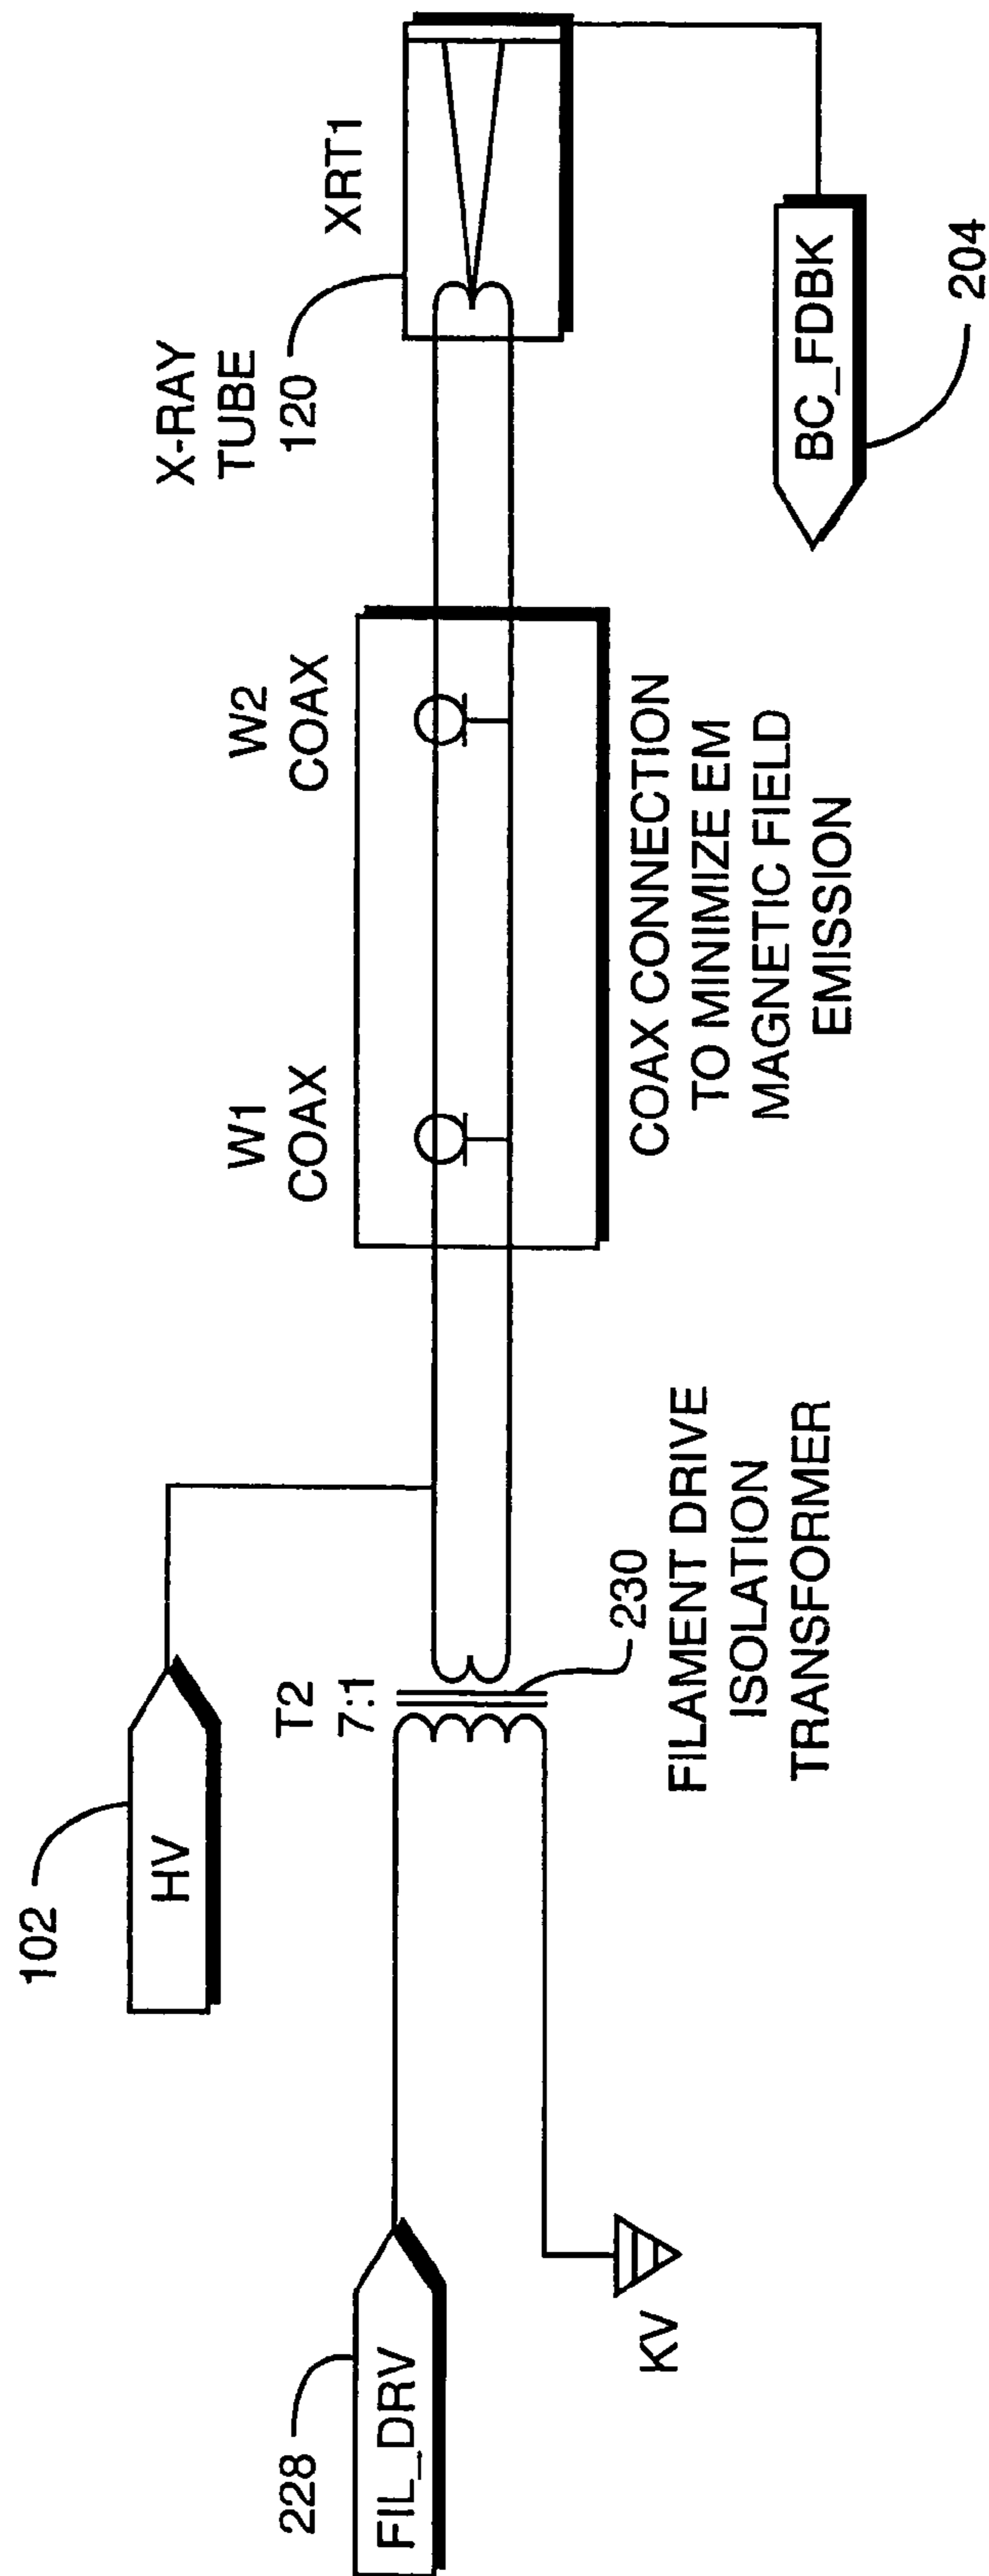 228
FIL_DRV
KV
102
HV
T2
7:1
230
FILAMENT DRIVE
ISOLATION
TRANSFORMER
W1
COAX
W2
COAX
COAX CONNECTION
TO MINIMIZE EM
MAGNETIC FIELD
EMISSION
X-RAY
TUBE
120
XRT1
BC_FDBK
204